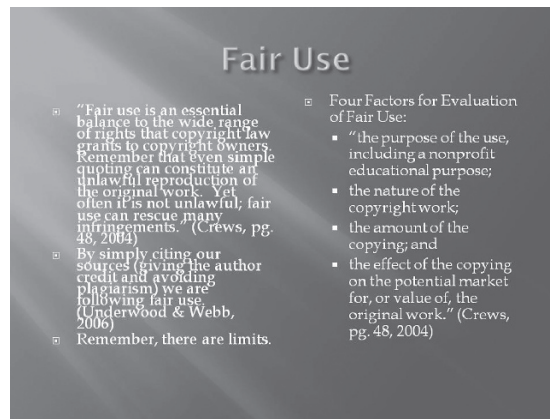 Fair Use
"Fair use is an essential
balance to the wide range
of rights that copyright law
grants to copyright owners.
Remember that even simple
quoting can constitute an
unlawful reproduction of
the original work.  Yet
often it is not unlawful; fair
use can rescue many
infringements." (Crews, pg.
48, 2004)
By simply citing our
sources (giving the author
credit and avoiding
plagiarism) we are
following fair use.
(Underwood & Webb,
2006)
Remember, there are limits.
Four Factors for Evaluation
of Fair Use:
"the purpose of the use,
including a nonprofit
educational purpose;
the nature of the
copyright work;
the amount of the
copying; and
the effect of the copying
on the potential market
for, or value of, the
original work." (Crews,
pg. 48, 2004)